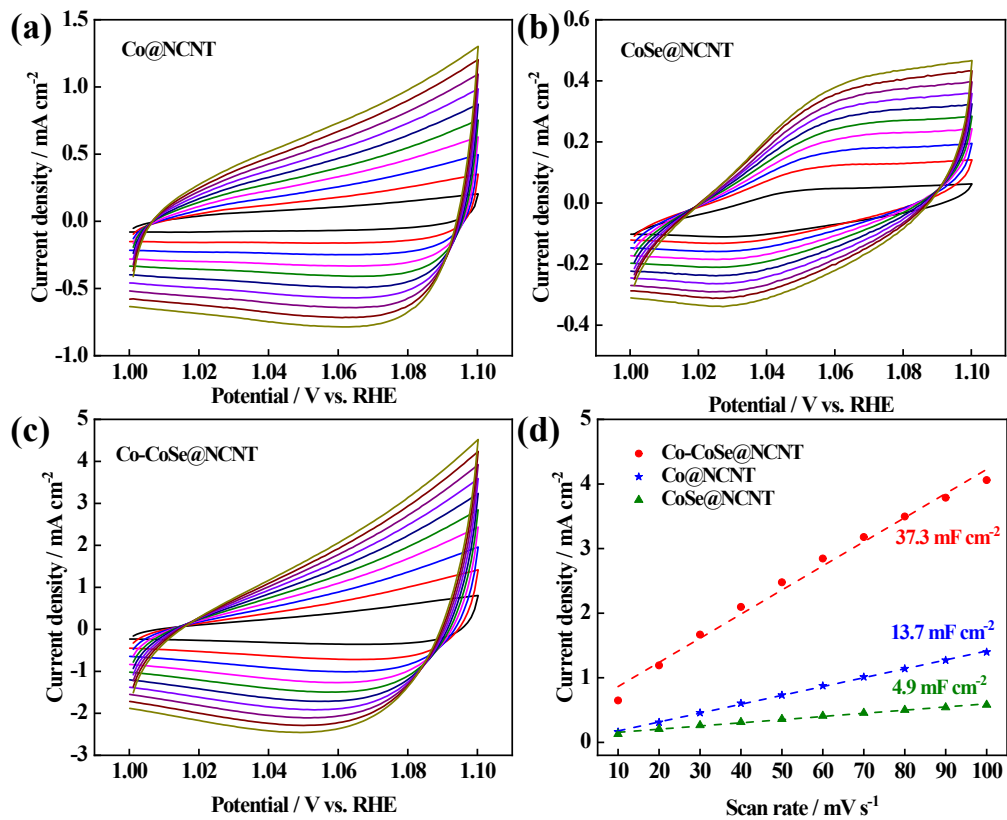 (a)
Co@NCNT
Current density / mA cm⁻²
1.5
1.0
0.5
0.0
-0.5
-1.0
1.00 1.02 1.04 1.06 1.08 1.10
Potential / V vs. RHE
(b)
CoSe@NCNT
Current density / mA cm⁻²
0.6
0.4
0.2
0.0
-0.2
-0.4
1.00 1.02 1.04 1.06 1.08 1.10
Potential / V vs. RHE
(c)
Co-CoSe@NCNT
Current density / mA cm⁻²
5
4
3
2
1
0
-1
-2
-3
1.00 1.02 1.04 1.06 1.08 1.10
Potential / V vs. RHE
(d)
Co-CoSe@NCNT
Co@NCNT
CoSe@NCNT
37.3 mF cm⁻²
13.7 mF cm⁻²
4.9 mF cm⁻²
Current density / mA cm⁻²
5
4
3
2
1
0
10 20 30 40 50 60 70 80 90 100
Scan rate / mV s⁻¹